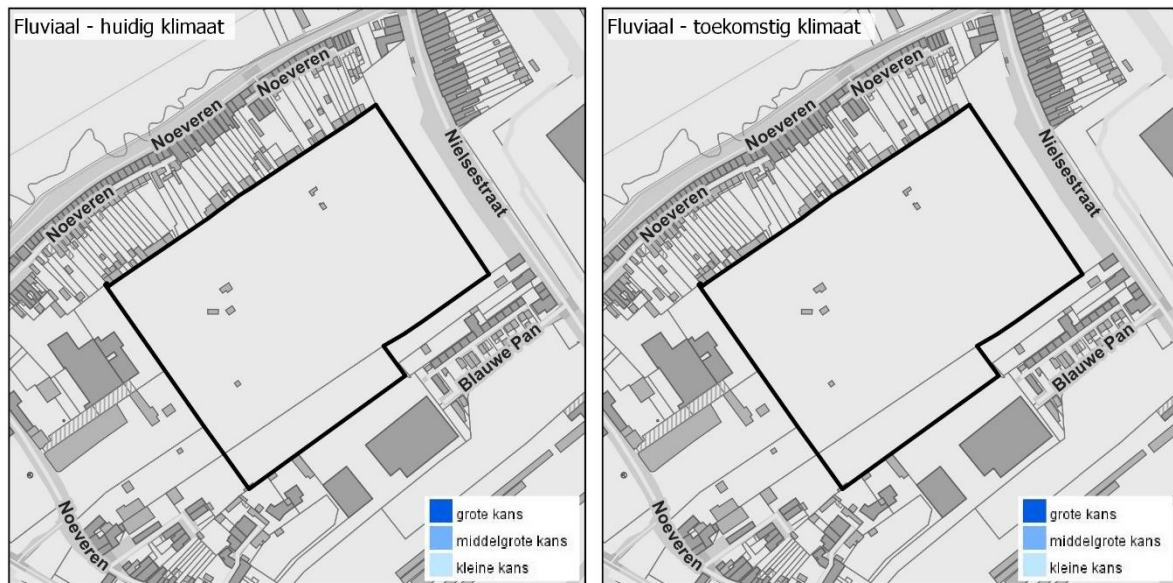 Fluviaal - huidig klimaat
Noeveren
Noeveren
Noeveren
Nielsestraat
Blauwe Pan
Noeveren
grote kans
middelgrote kans
kleine kans
Fluviaal - toekomstig klimaat
Noeveren
Noeveren
Noeveren
Nielsestraat
Blauwe Pan
Noeveren
grote kans
middelgrote kans
kleine kans